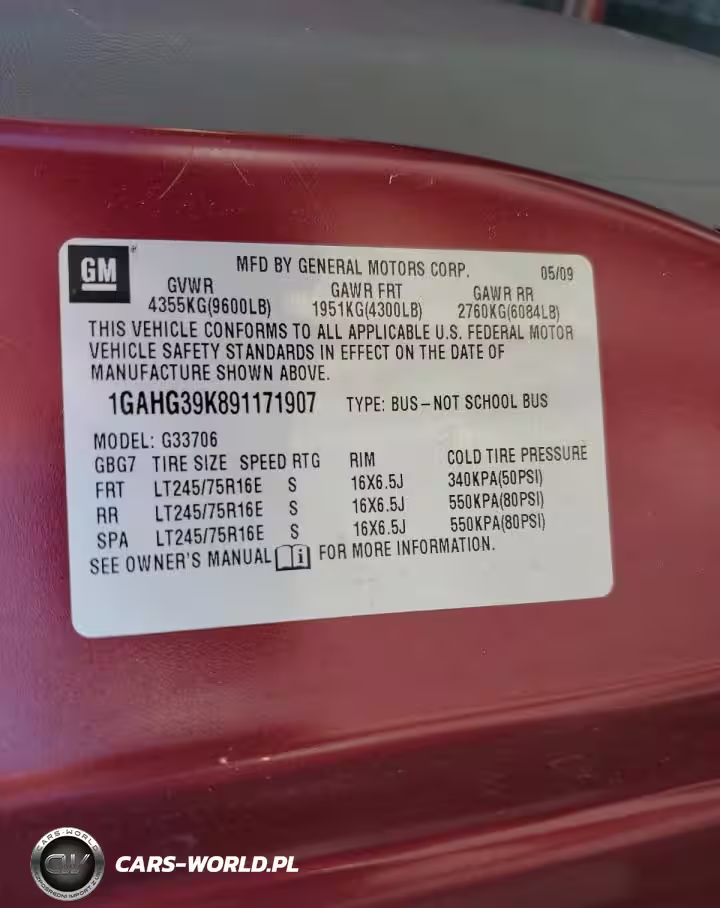 GM
MFD BY GENERAL MOTORS CORP. 05/09
GVWR GAWR FRT GAWR RR
4355KG(9600LB) 1951KG(4300LB) 2760KG(6084LB)
THIS VEHICLE CONFORMS TO ALL APPLICABLE U.S. FEDERAL MOTOR
VEHICLE SAFETY STANDARDS IN EFFECT ON THE DATE OF
MANUFACTURE SHOWN ABOVE.
1GAHG39K891171907 TYPE: BUS-NOT SCHOOL BUS
MODEL: G33706
GBG7 TIRE SIZE SPEED RTG RIM COLD TIRE PRESSURE
FRT LT245/75R16E S 16X6.5J 340KPA(50PSI)
RR LT245/75R16E S 16X6.5J 550KPA(80PSI)
SPA LT245/75R16E S 16X6.5J 550KPA(80PSI)
SEE OWNER'S MANUAL i FOR MORE INFORMATION.
CARS-WORLD
CW
CARS-WORLD.PL